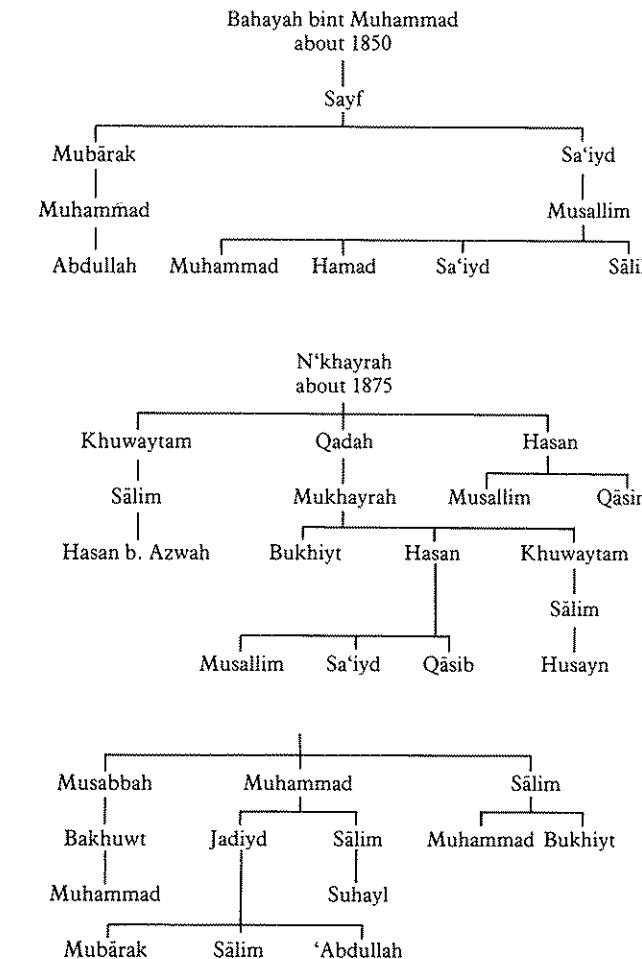 Bahayah bint Muhammad
about 1850
Sayf
Mubārak Sa‘iyd
Muhammad Musallim
Abdullah Muhammad Hamad Sa‘iyd
N‘khayrah
about 1875
Khuwaytam Qadah Hasan
Sālim Mukhayrah Musallim
Hasan b. Azwah Bukhiyt Hasan Khuwaytam
Sālim
Musallim Sa‘iyd Qāsib Husayn
Musabbah Muhammad Sālim
Bakhuwt Jadiyd Sālim Muhammad Bukhiyt
Muhammad Suhayl
Mubārak Sālim ‘Abdullah